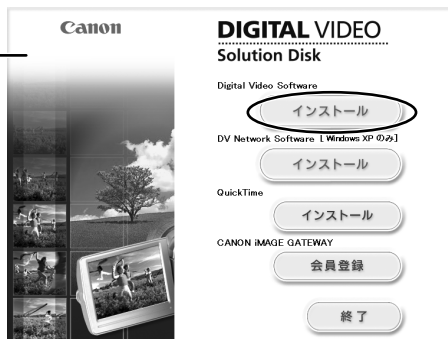 Canon
DIGITAL VIDEO
Solution Disk
Digital Video Software
インストール
DV Network Software [Windows XP のみ]
インストール
QuickTime
インストール
CANON iMAGE GATEWAY
会員登録
終了